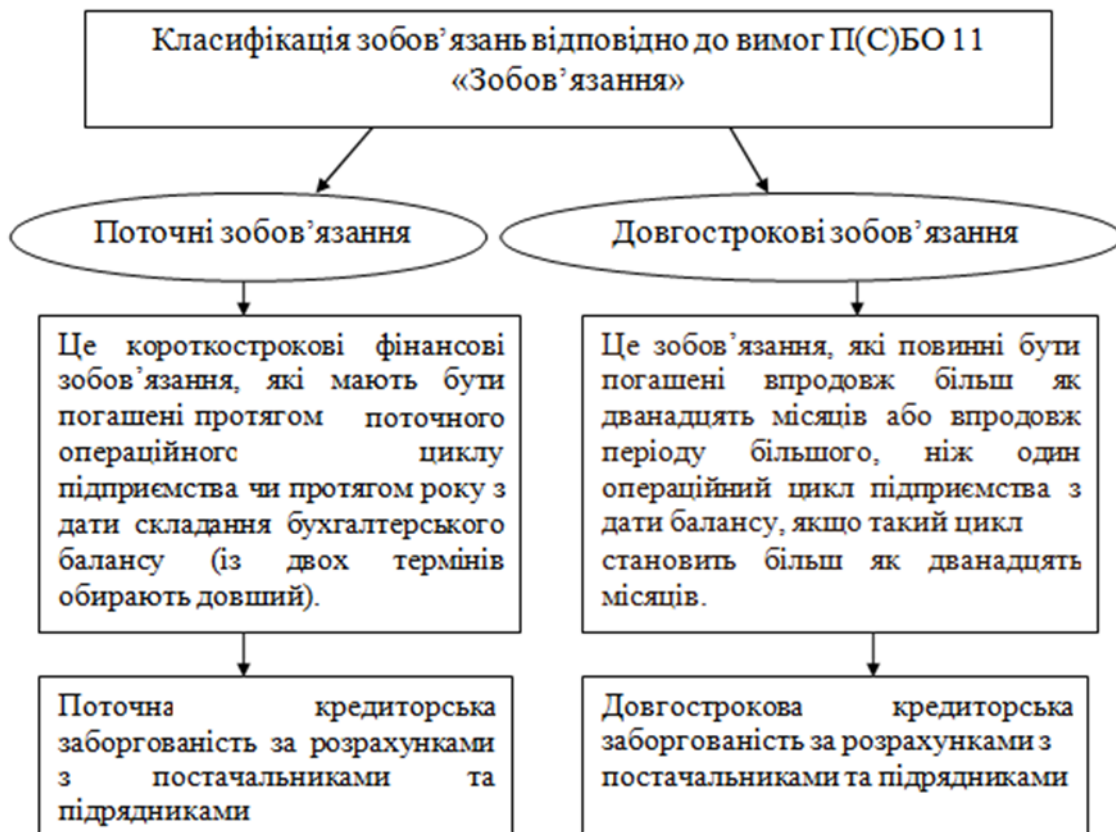 Класифікація зобов’язань відповідно до вимог П(С)БО 11
«Зобов’язання»
Поточні зобов’язання
Довгострокові зобов’язання
Це короткострокові фінансові
зобов’язання, які мають бути
погашені протягом поточного
операційного циклу
підприємства чи протягом року з
дати складання бухгалтерського
балансу (із двох термінів
обирають довший).
Це зобов’язання, які повинні бути
погашені впродовж більш як
дванадцять місяців або впродовж
періоду більшого, ніж один
операційний цикл підприємства з
дати балансу, якщо такий цикл
становить більш як дванадцять
місяців.
Поточна кредиторська
заборгованість за розрахунками
з постачальниками та
підрядниками
Довгострокова кредиторська
заборгованість за розрахунками з
постачальниками та підрядниками